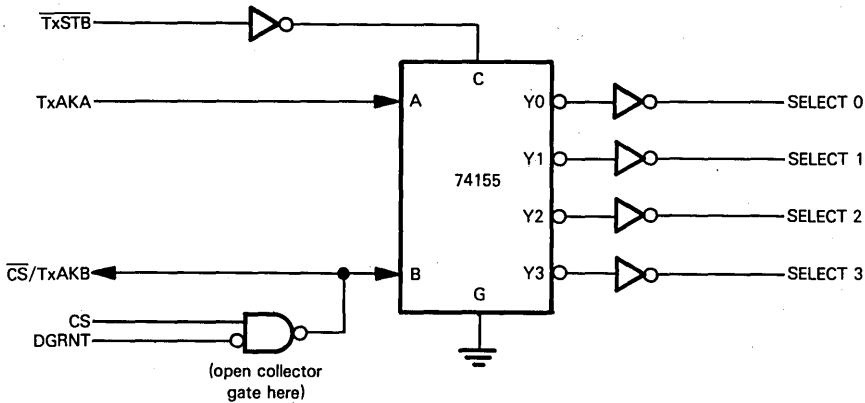 TxSTB
C
TxAKA
A
Y0
SELECT 0
Y1
SELECT 1
74155
Y2
SELECT 2
CS/TxAKB
B
Y3
SELECT 3
G
CS
DGRNT
(open collector
gate here)